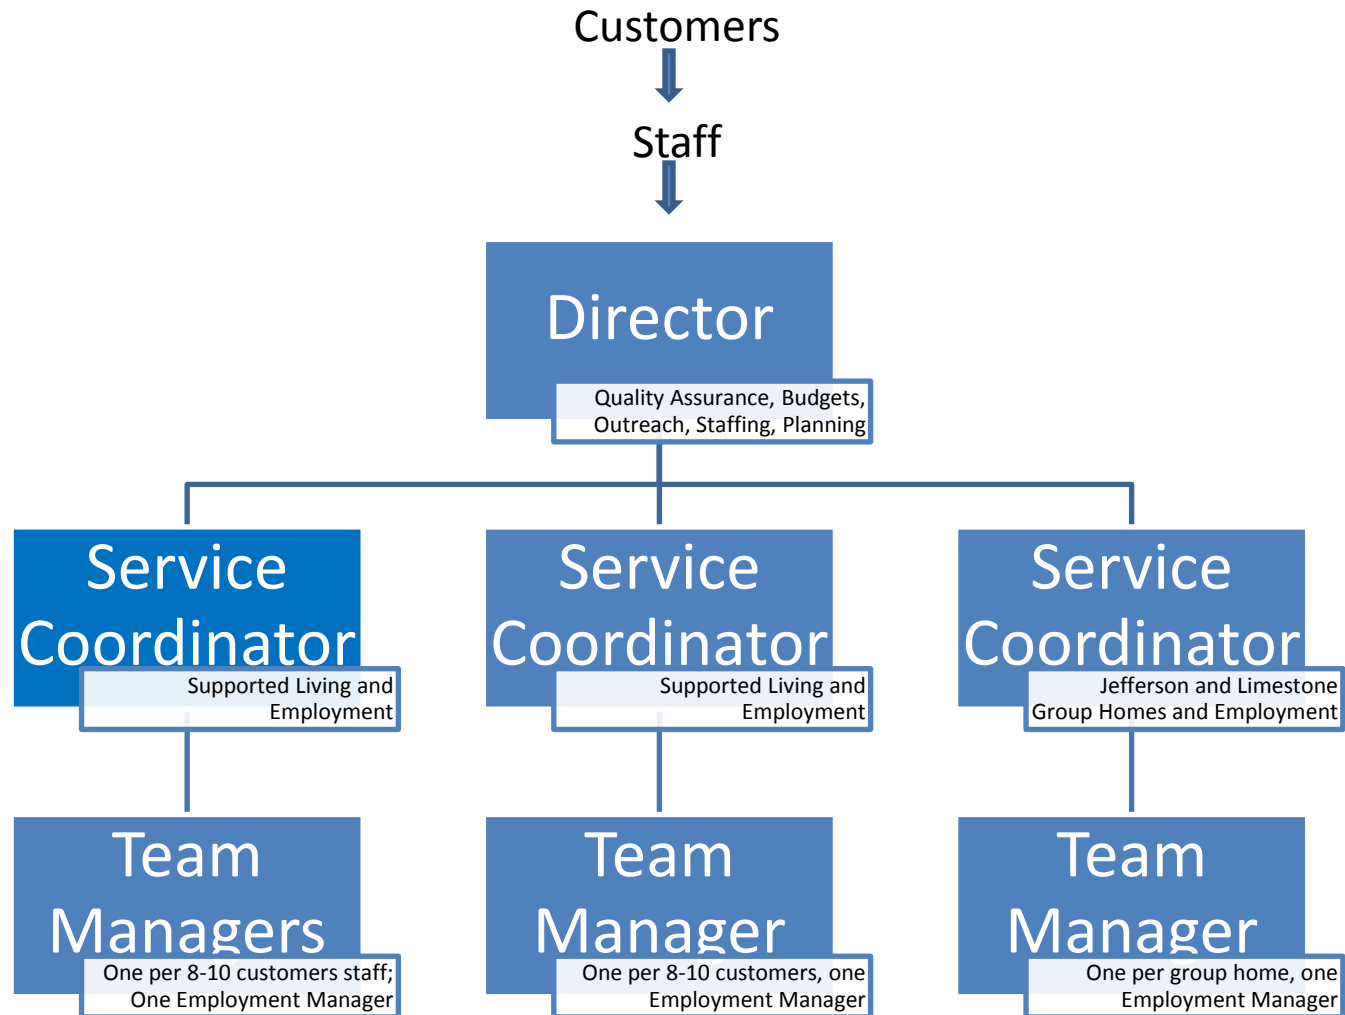 Customers
Staff
Director
Quality Assurance, Budgets,
Outreach, Staffing, Planning
Service
Coordinator
Supported Living and
Employment
Service
Coordinator
Supported Living and
Employment
Service
Coordinator
Jefferson and Limestone
Group Homes and Employment
Team
Managers
One per 8-10 customers staff;
One Employment Manager
Team
Manager
One per 8-10 customers, one
Employment Manager
Team
Manager
One per group home, one
Employment Manager